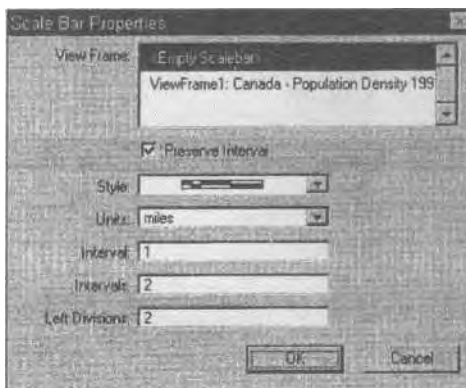 Scale Bar Properties
View Frame:
<Empty Scalebar>
ViewFrame1: Canada - Population Density 199
Preserve Interval
Style:
Units: miles
Interval: 1
Intervals: 2
Left Divisions: 2
OK Cancel